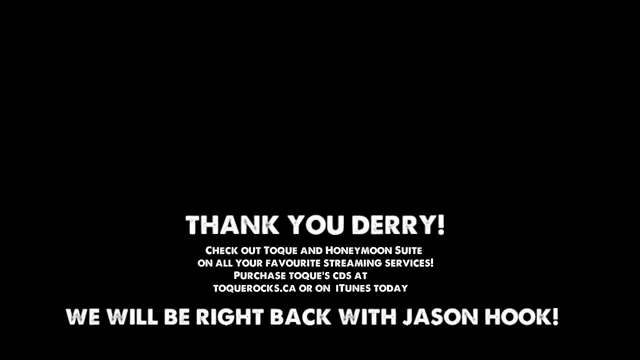 THANK YOU DERRY!
CHECK OUT TOQUE AND HONEYMOON SUITE
ON ALL YOUR FAVOURITE STREAMING SERVICES!
PURCHASE TOQUE'S CDS AT
TOQUEROCKS.CA OR ON ITUNES TODAY
WE WILL BE RIGHT BACK WITH JASON HOOK!